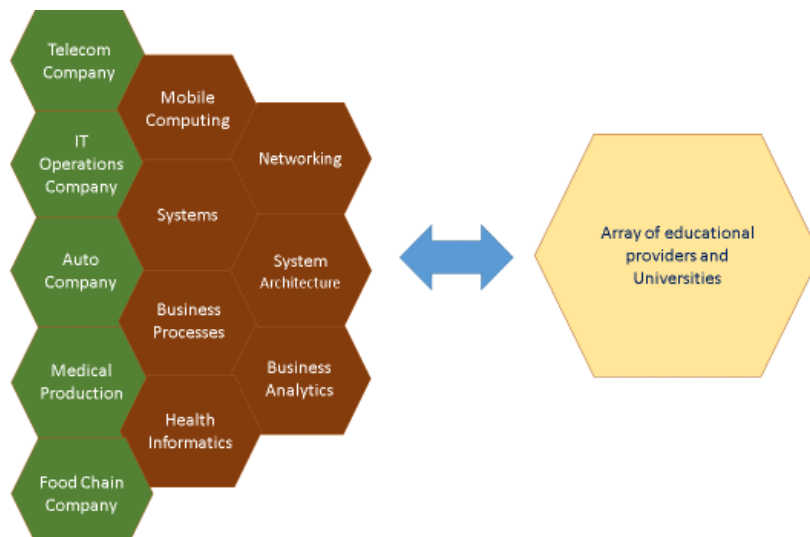 Telecom
Company
IT
Operations
Company
Auto
Company
Medical
Production
Food Chain
Company
Mobile
Computing
Systems
Business
Processes
Health
Informatics
Networking
System
Architecture
Business
Analytics
Array of educational
providers and
Universities